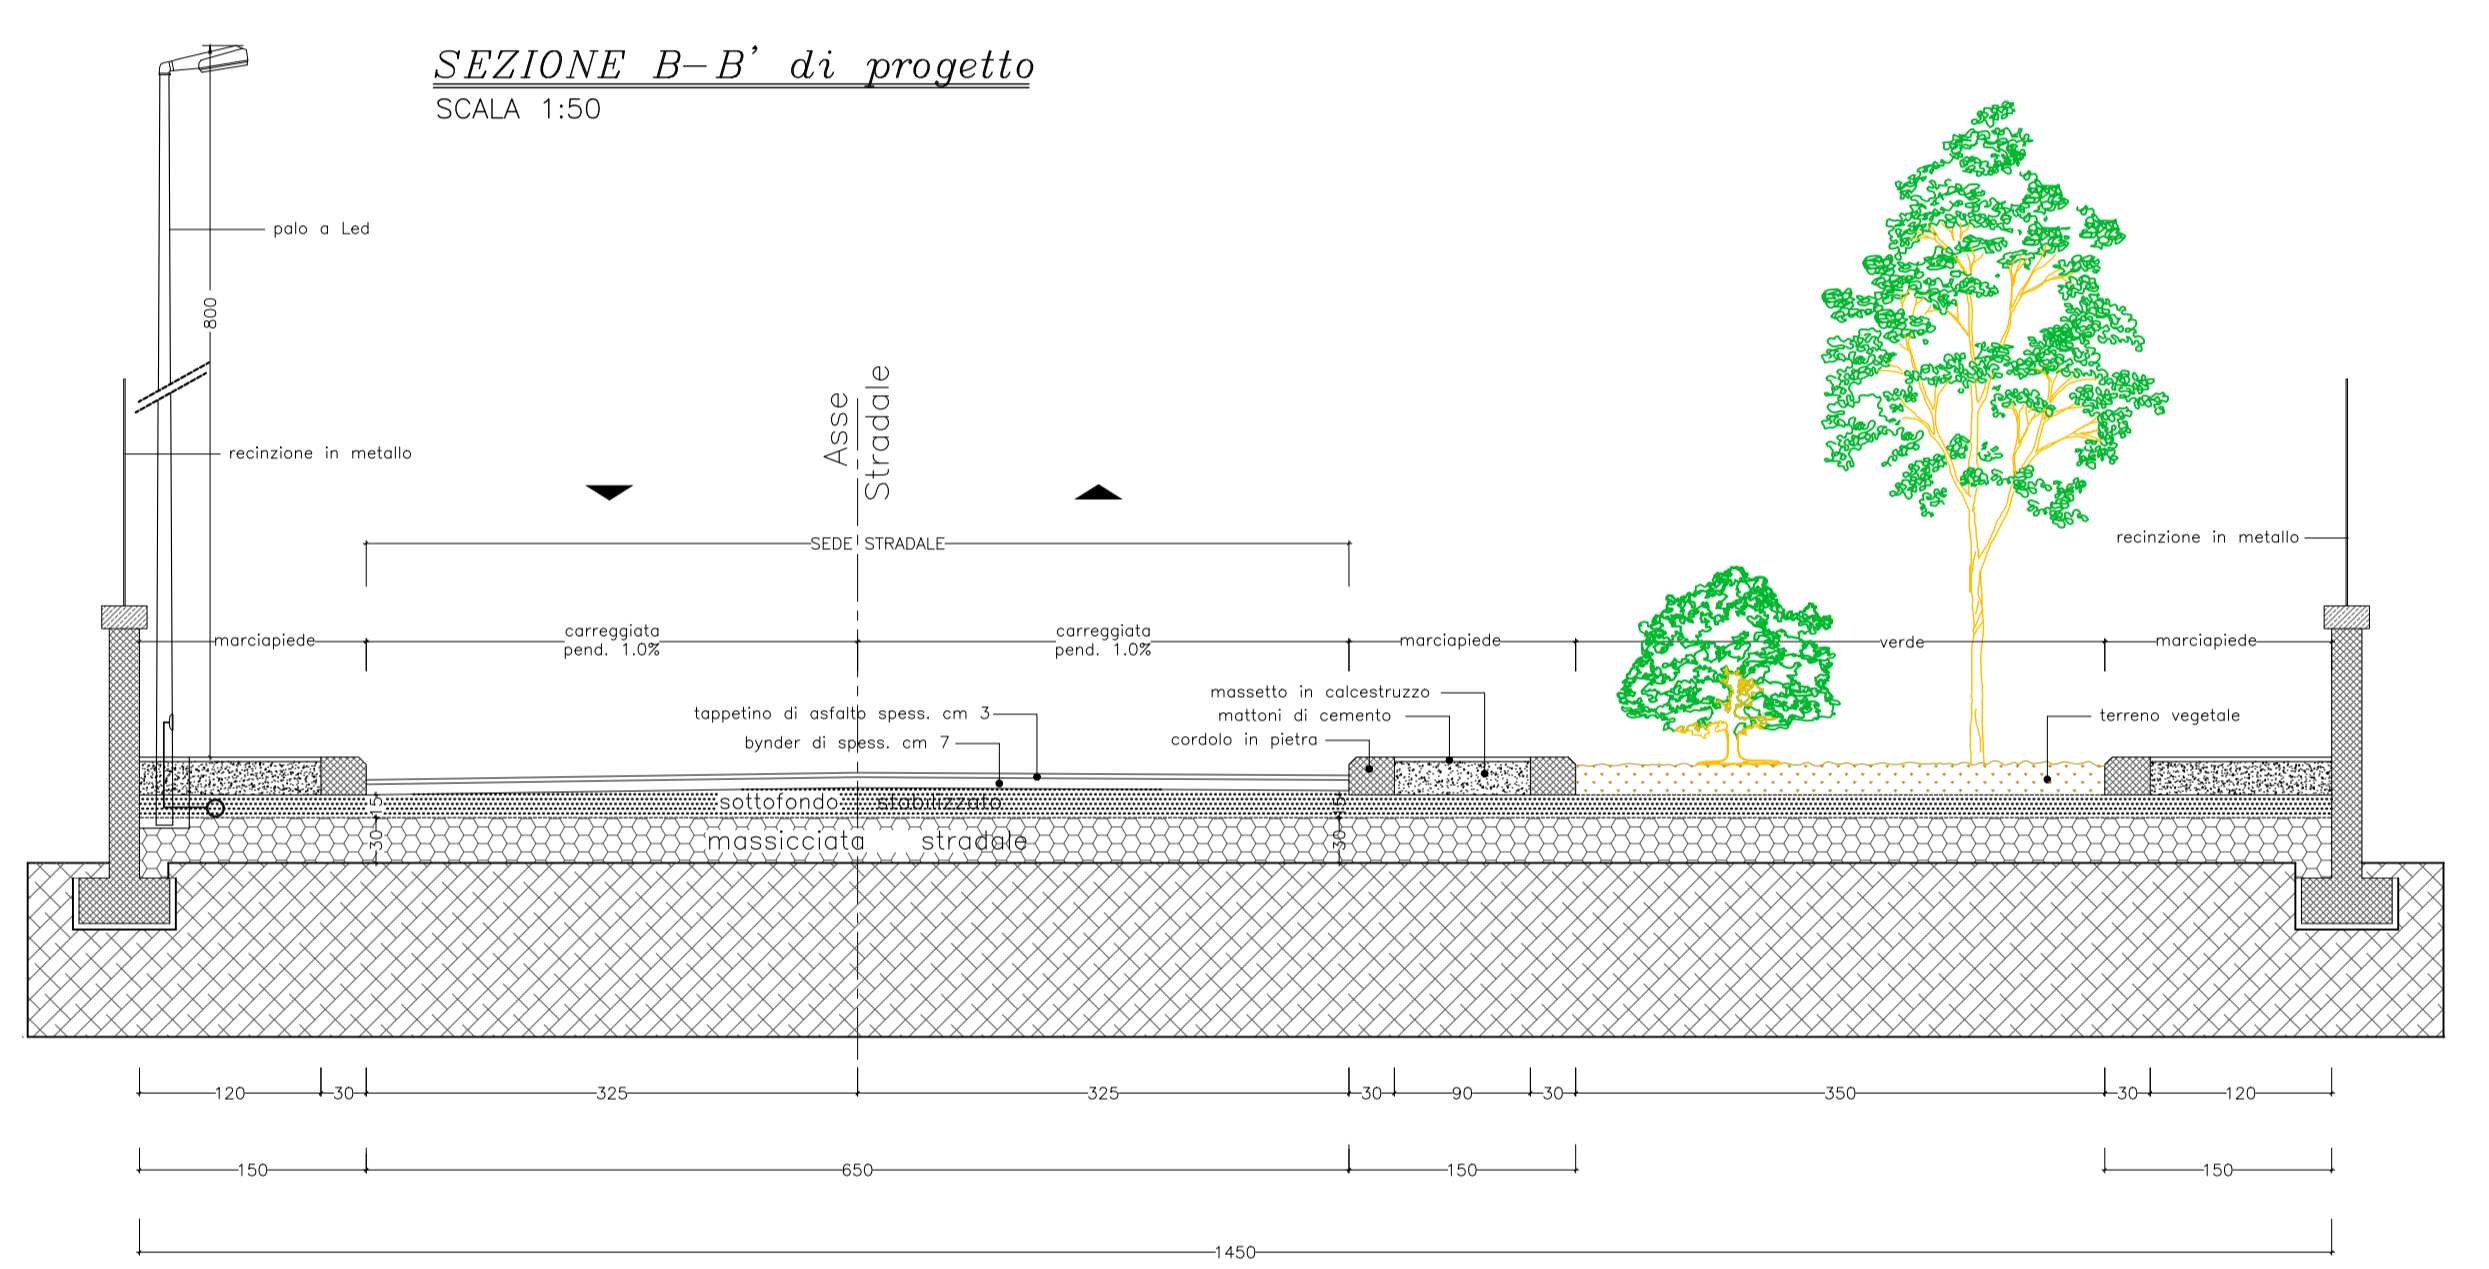 SEZIONE B-B' di progetto
SCALA 1:50
palo a Led
800
recinzione in metallo
Asse
Stradale
SEDE STRADALE
recinzione in metallo
marciapiede
carreggiata
pend. 1.0%
carreggiata
pend. 1.0%
marciapiede
verde
marciapiede
tappetino di asfalto spess. cm 3
bynder di spess. cm 7
massetto in calcestruzzo
mattoni di cemento
cordolo in pietra
terreno vegetale
sottofondo stabilizzato
massicciata stradale
30
30
120 30 325 325 30 90 30 350 30 120
150 650 150 150
1450